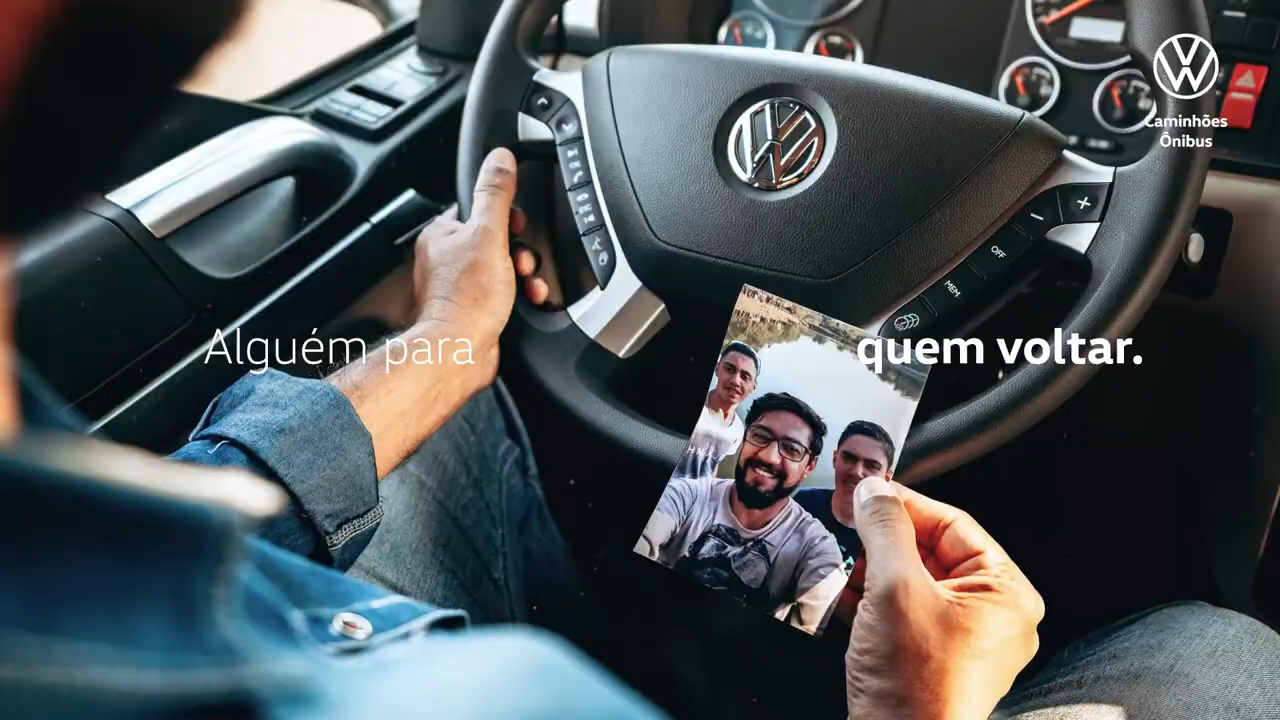 Caminhões
Ônibus
OFF
MEM
Alguém para quem voltar.